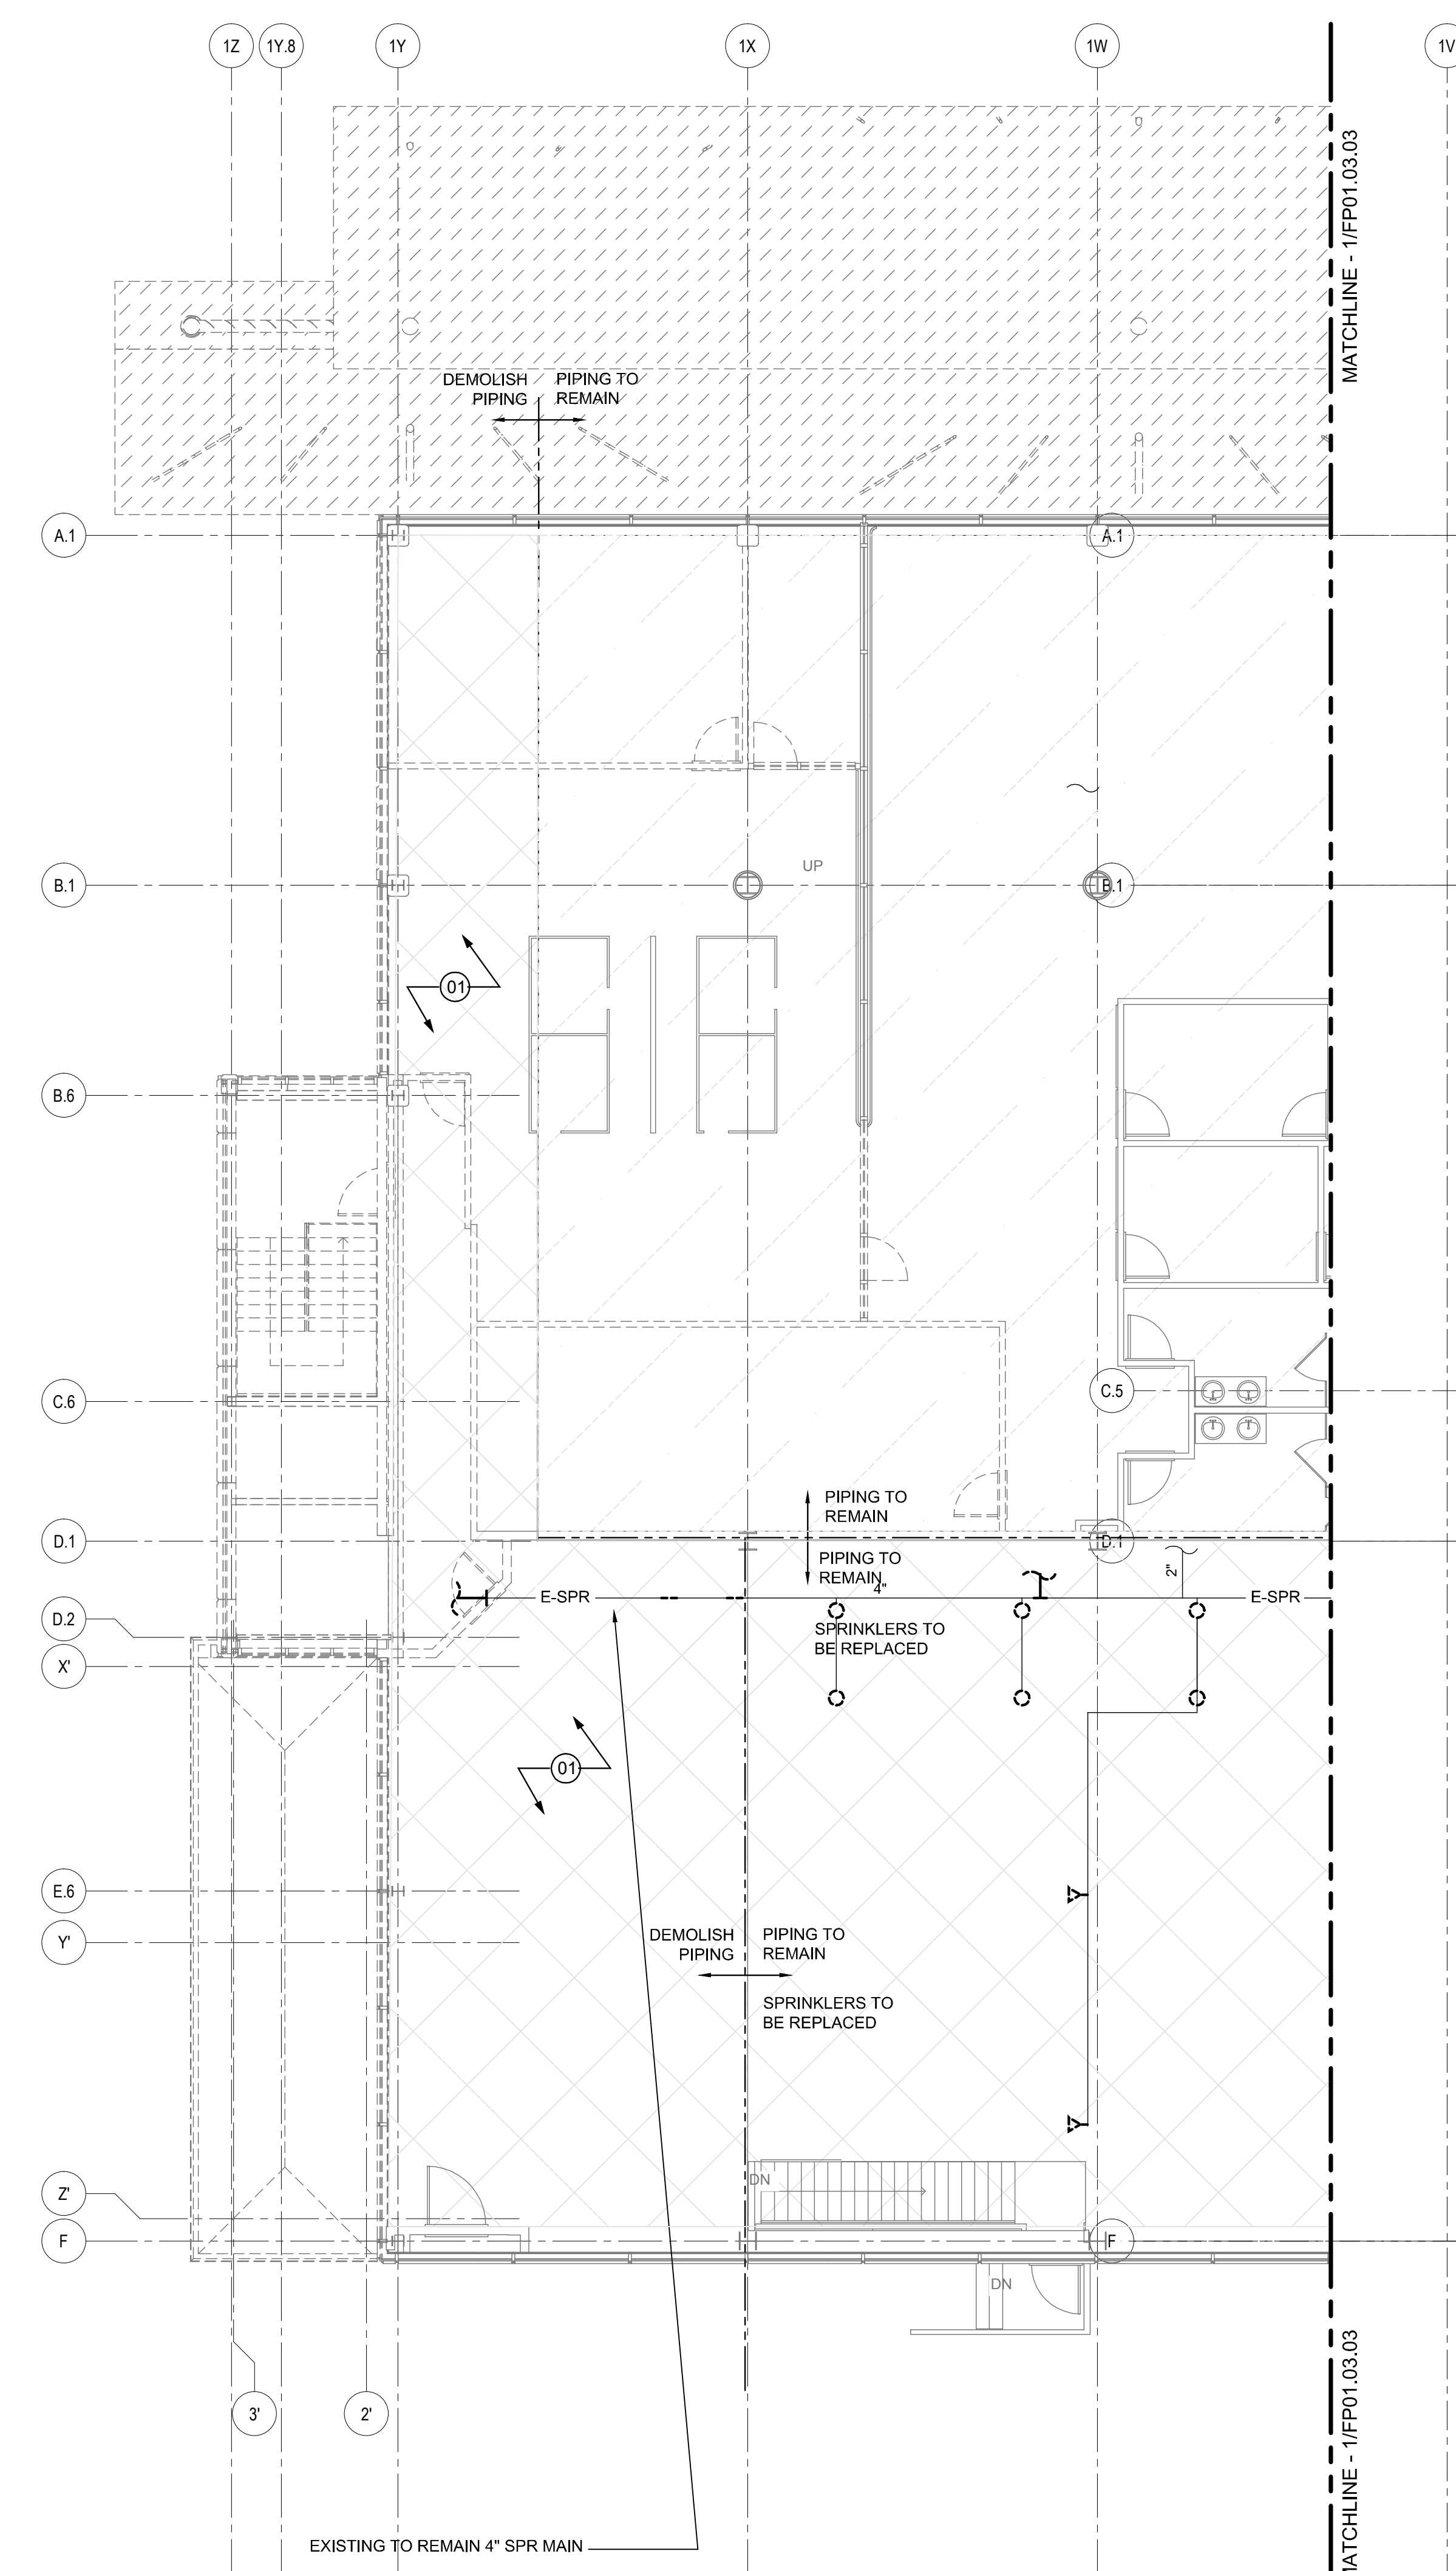 1Z
1Y.8
1Y
1X
1W
1V
MATCHLINE - 1/FP01.03.03
DEMOLISH
PIPING
PIPING TO
REMAIN
A.1
A.1
UP
B.1
B.1
01
B.6
C.6
C.5
PIPING TO
REMAIN
D.1
D.1
PIPING TO
REMAIN
4"
2"
E-SPR
E-SPR
D.2
SPRINKLERS TO
BE REPLACED
X'
01
E.6
Y'
DEMOLISH
PIPING
PIPING TO
REMAIN
SPRINKLERS TO
BE REPLACED
DN
Z'
F
F
DN
3'
2'
MATCHLINE - 1/FP01.03.03
EXISTING TO REMAIN 4" SPR MAIN